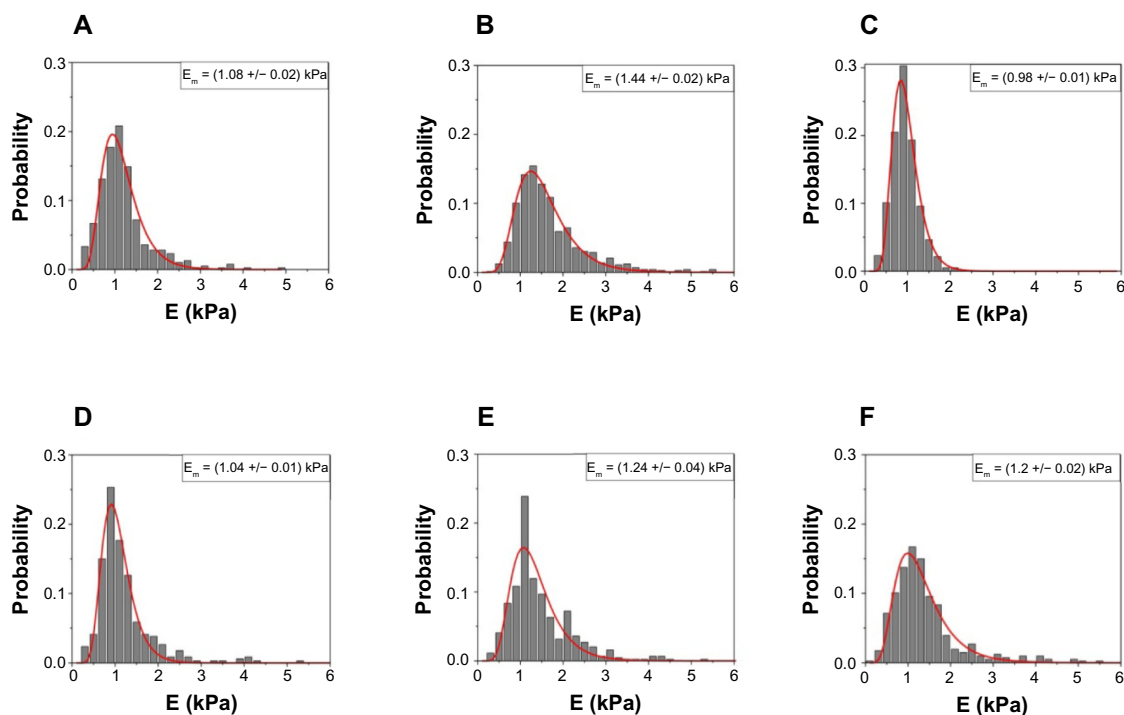 A
B
C
E_m = (1.08 +/− 0.02) kPa
E_m = (1.44 +/− 0.02) kPa
E_m = (0.98 +/− 0.01) kPa
Probability
0.3
0.2
0.1
0.0
0 1 2 3 4 5 6
E (kPa)
Probability
0.3
0.2
0.1
0.0
0 1 2 3 4 5 6
E (kPa)
Probability
0.3
0.2
0.1
0.0
0 1 2 3 4 5 6
E (kPa)
D
E
F
E_m = (1.04 +/− 0.01) kPa
E_m = (1.24 +/− 0.04) kPa
E_m = (1.2 +/− 0.02) kPa
Probability
0.3
0.2
0.1
0.0
0 1 2 3 4 5 6
E (kPa)
Probability
0.3
0.2
0.1
0.0
0 1 2 3 4 5 6
E (kPa)
Probability
0.3
0.2
0.1
0.0
0 1 2 3 4 5 6
E (kPa)